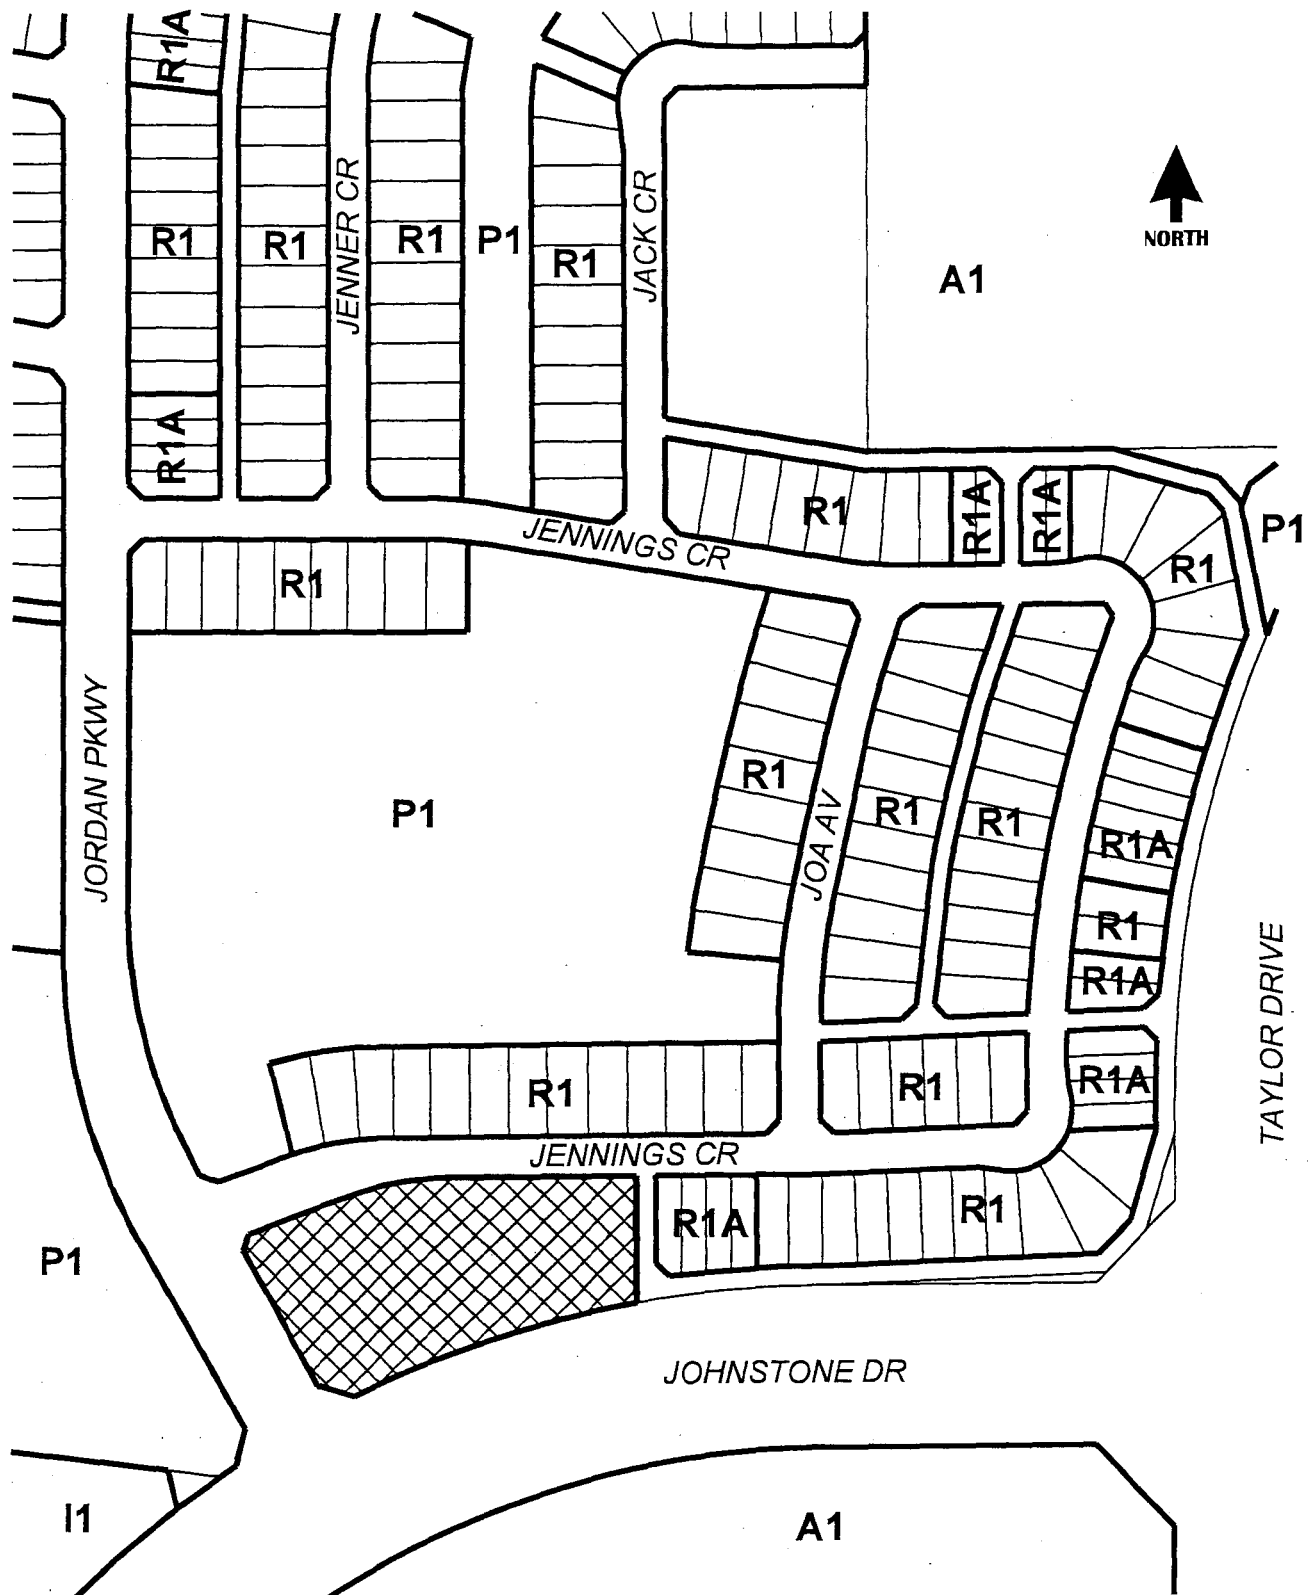 R1A
JENNER CR
JACK CR
NORTH
R1
R1
R1
P1
R1
A1
R1A
R1
R1A
R1A
P1
JENNINGS CR
R1
R1
JORDAN PKWY
P1
R1
JOA AV
R1
R1
R1A
R1
R1A
TAYLOR DRIVE
R1
R1
R1A
JENNINGS CR
R1A
R1
P1
JOHNSTONE DR
I1
A1